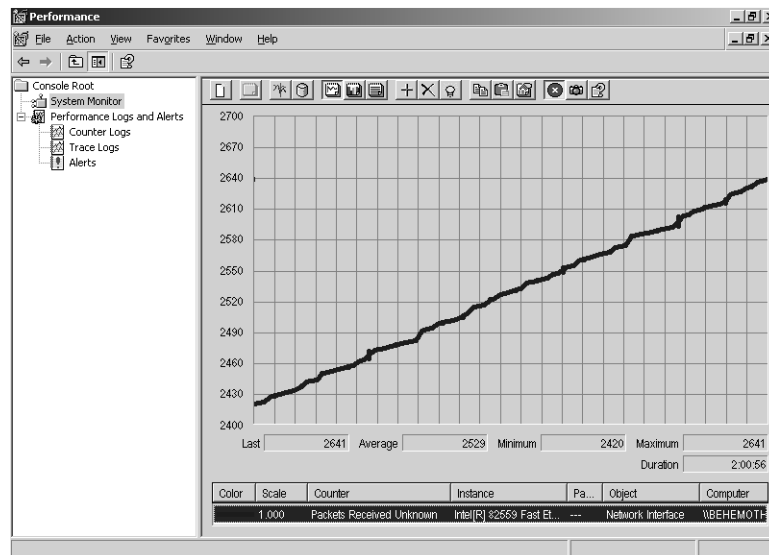 Performance
File Action View Favorites Window Help
Console Root
System Monitor
Performance Logs and Alerts
Counter Logs
Trace Logs
Alerts
2700
2670
2640
2610
2580
2550
2520
2490
2460
2430
2400
Last 2641 Average 2529 Minimum 2420 Maximum 2641
Duration 2:00:56
Color Scale Counter Instance Pa... Object Computer
1.000 Packets Received Unknown Intel[R] 82559 Fast Et... --- Network Interface \\BEHEMOTH